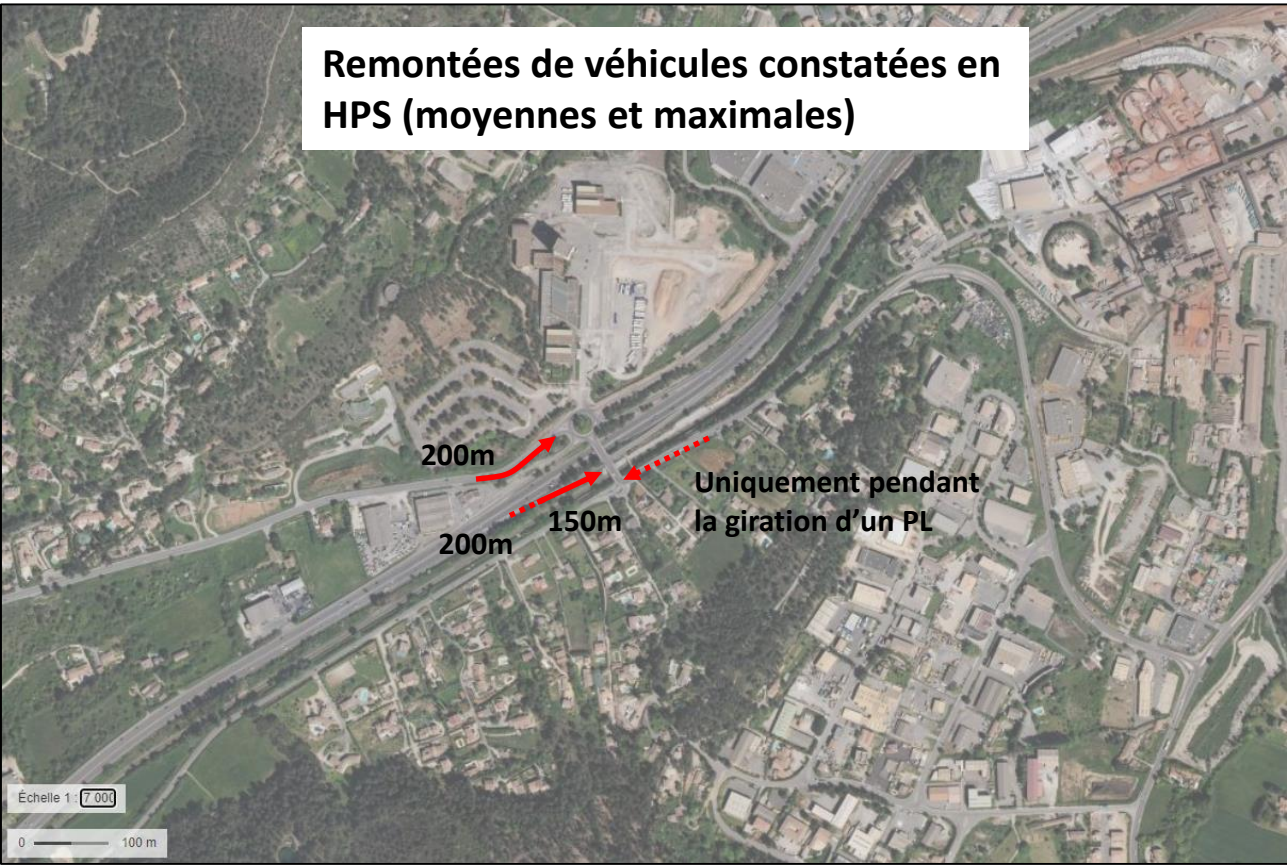 Remontées de véhicules constatées en
HPS (moyennes et maximales)
200m
150m
200m
Uniquement pendant
la giration d’un PL
Échelle 1 : 7 000
0 100 m